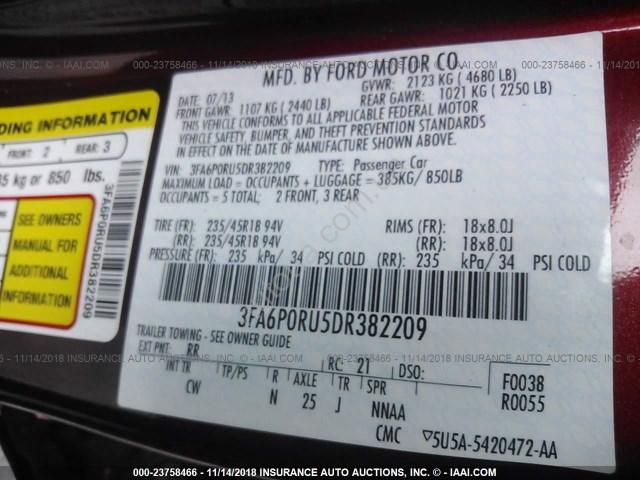 000-23758466 - 11/14/2018 INSURANCE AUTO AUCTIONS - © IAAI.COM
MFD. BY FORD MOTOR CO.
DATE: 07/13 GVWR: 2123 KG ( 4680 LB)
FRONT GAWR: 1107 KG ( 2440 LB) REAR GAWR: 1021 KG ( 2250 LB)
THIS VEHICLE CONFORMS TO ALL APPLICABLE FEDERAL MOTOR
VEHICLE SAFETY, BUMPER, AND THEFT PREVENTION STANDARDS
IN EFFECT ON THE DATE OF MANUFACTURE SHOWN ABOVE.
VIN: 3FA6P0RU5DR382209 TYPE: Passenger Car
MAXIMUM LOAD = OCCUPANTS + LUGGAGE = 385KG/ 850LB
OCCUPANTS = 5 TOTAL: 2 FRONT, 3 REAR
TIRE (FR): 235/45R18 94V RIMS (FR): 18x8.0J
(RR): 235/45R18 94V (RR): 18x8.0J
PRESSURE (FR): 235 kPa/ 34 PSI COLD (RR): 235 kPa/ 34 PSI COLD
3FA6P0RU5DR382209
TRAILER TOWING - SEE OWNER GUIDE
EXT PNT: RR RC: 21 DSO: F0038
INT TR TP/PS R AXLE TR SPR R0055
CW N 25 J NNAA
CMC ▽5U5A-5420472-AA
DING INFORMATION
FRONT: 2 REAR: 3
85 kg or 850 lbs.
SEE OWNERS
MANUAL FOR
ADDITIONAL
INFORMATION
3FA6P0RU5DR382209
000-23758466 - 11/14/2018 INSURANCE AUTO AUCTIONS - © IAAI.COM